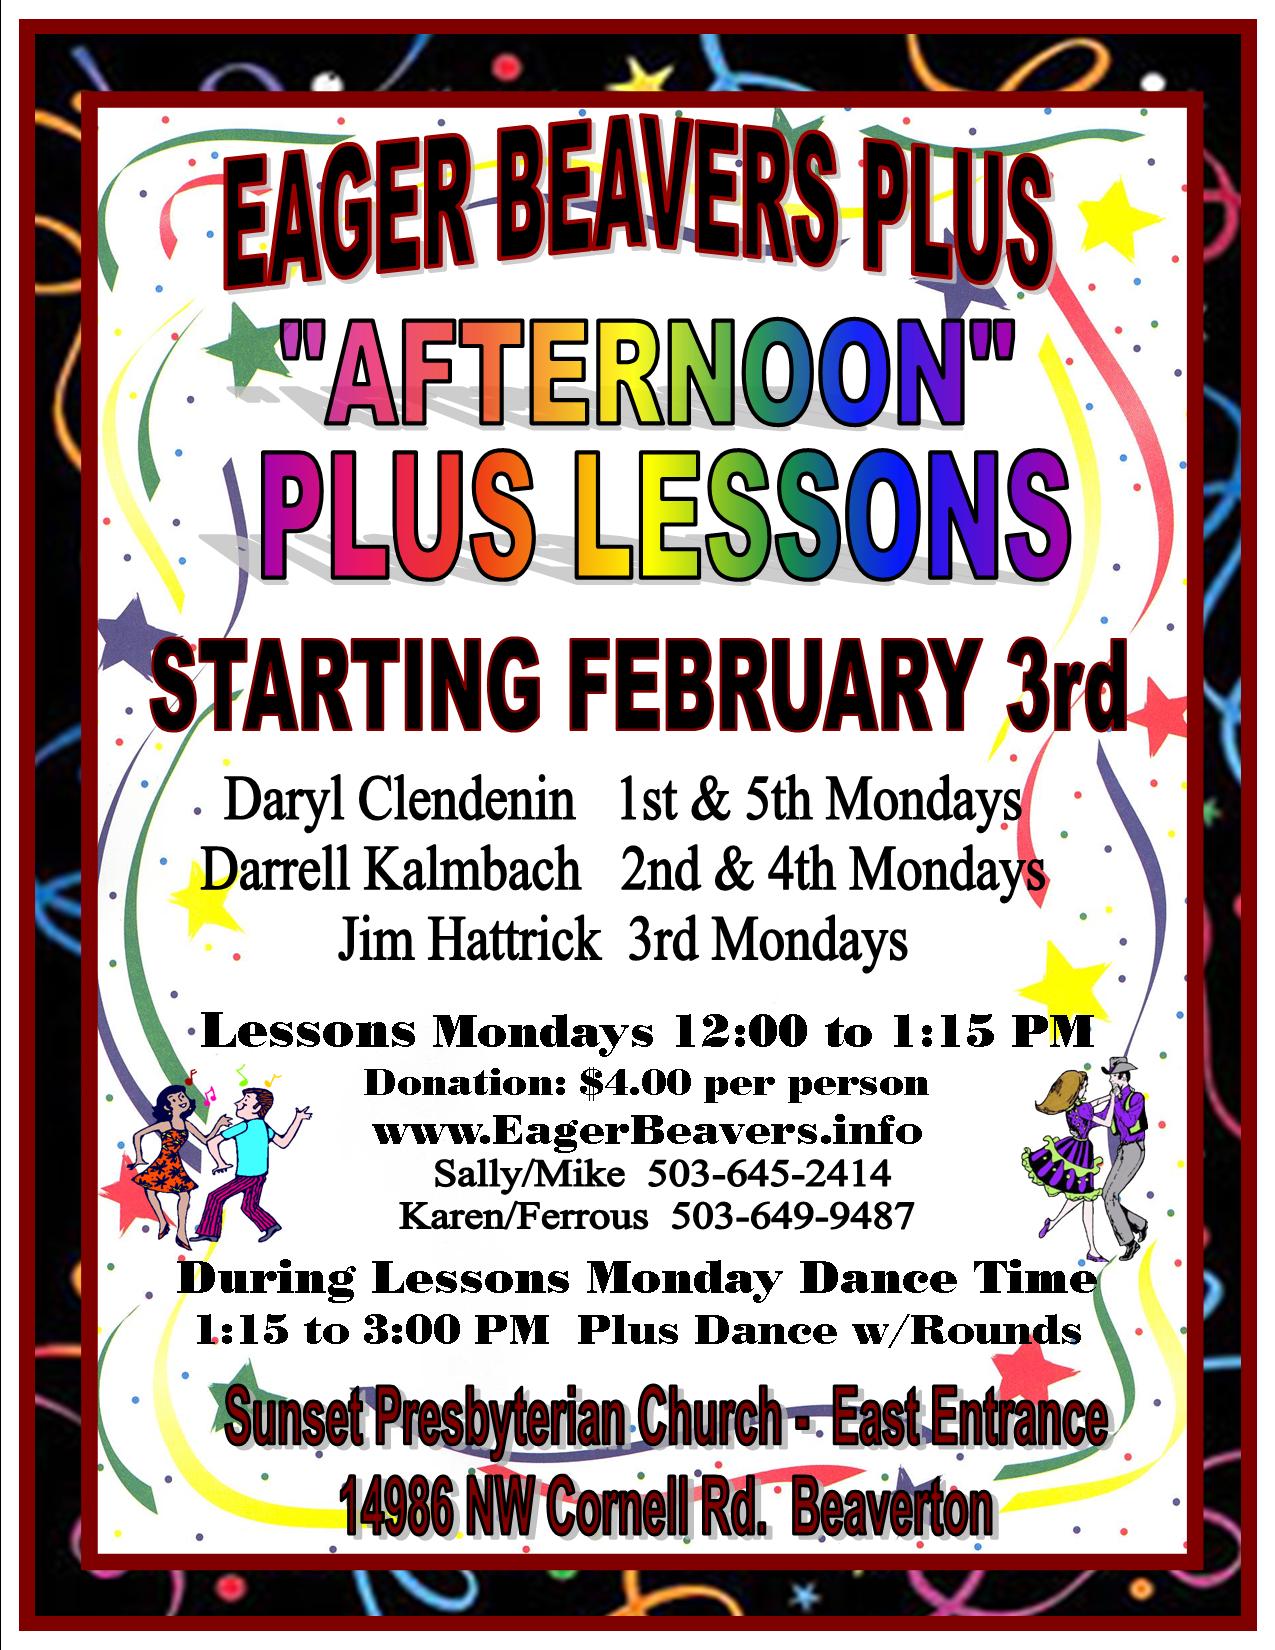 EAGER BEAVERS PLUS
"AFTERNOON"
PLUS LESSONS
STARTING FEBRUARY 3rd
Daryl Clendenin 1st & 5th Mondays
Darrell Kalmbach 2nd & 4th Mondays
Jim Hattrick 3rd Mondays
Lessons Mondays 12:00 to 1:15 PM
Donation: $4.00 per person
www.EagerBeavers.info
Sally/Mike 503-645-2414
Karen/Ferrous 503-649-9487
During Lessons Monday Dance Time
1:15 to 3:00 PM Plus Dance w/Rounds
Sunset Presbyterian Church - East Entrance
14986 NW Cornell Rd. Beaverton